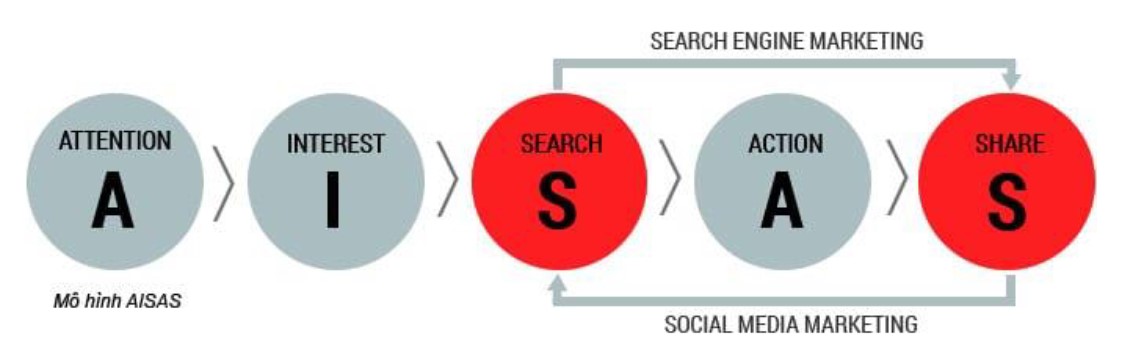 SEARCH ENGINE MARKETING
ATTENTION
A
INTEREST
I
SEARCH
S
ACTION
A
SHARE
S
Mô hình AISAS
SOCIAL MEDIA MARKETING